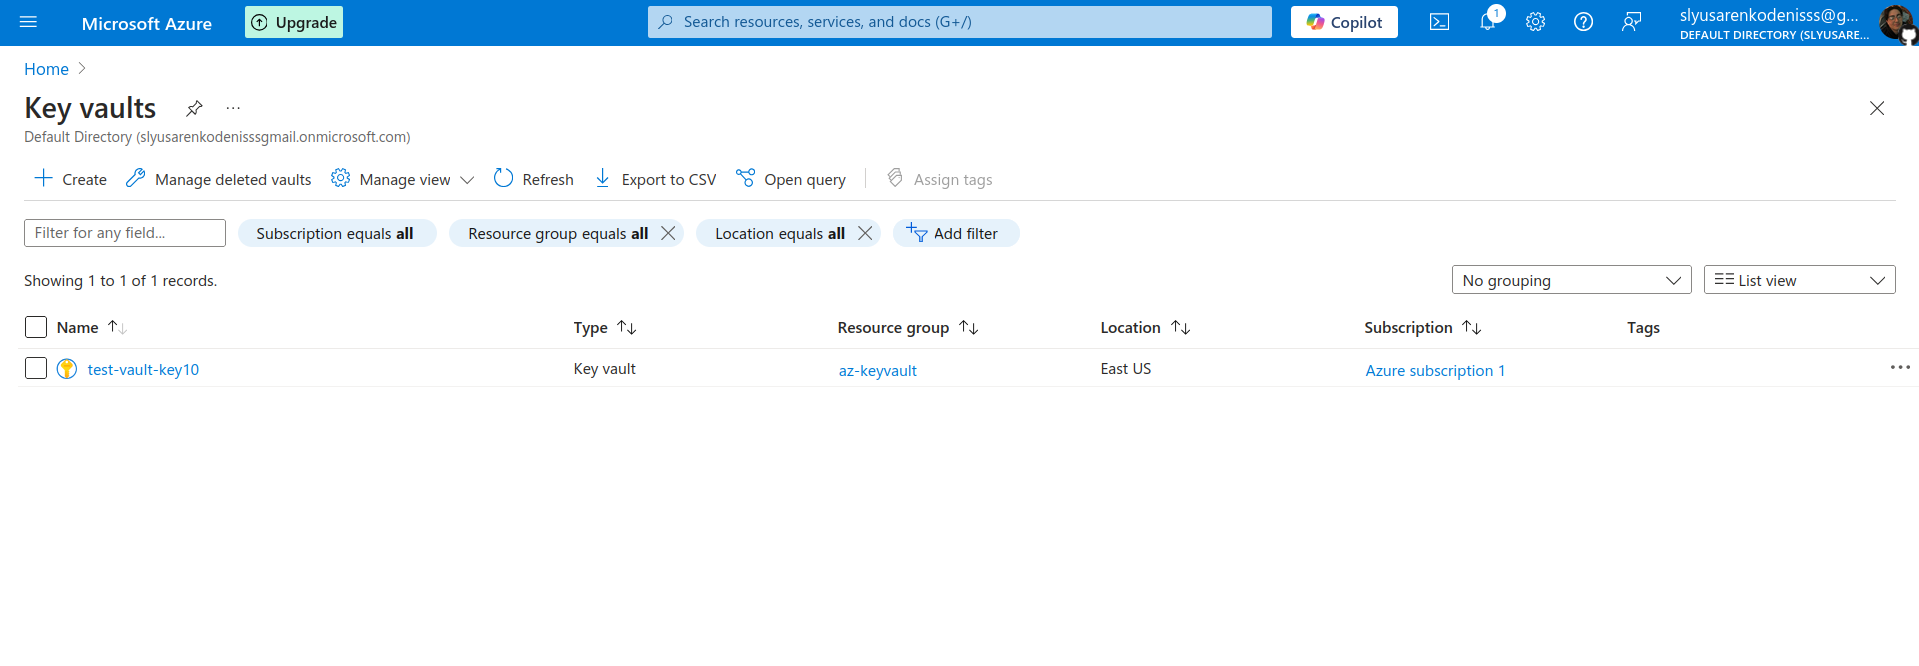 Microsoft Azure
Upgrade
Search resources, services, and docs (G+/)
Copilot
1
slyusarenkodenisss@g...
DEFAULT DIRECTORY (SLYUSARE...
Home
Key vaults
...
Default Directory (slyusarenkodenisssgmail.onmicrosoft.com)
Create
Manage deleted vaults
Manage view
Refresh
Export to CSV
Open query
Assign tags
Filter for any field...
Subscription equals all
Resource group equals all
Location equals all
Add filter
Showing 1 to 1 of 1 records.
No grouping
List view
Name
Type
Resource group
Location
Subscription
Tags
test-vault-key10
Key vault
az-keyvault
East US
Azure subscription 1